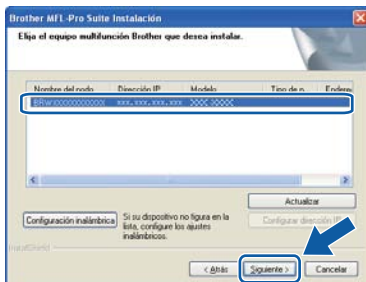 Brother MFL-Pro Suite Instalación
Elija el equipo multifunción Brother que desea instalar.
Nombre del nodo Dirección IP Modelo Tipo de n... Endere
BRWXXXXXXXXXXXX XXX.XXX.XXX.XXX XXX XXXX
Actualizar
Configuración inalámbrica
Si su dispositivo no figura en la
lista, configure los ajustes
inalámbricos.
Configurar dirección IP
InstallShield
< Atrás Siguiente > Cancelar